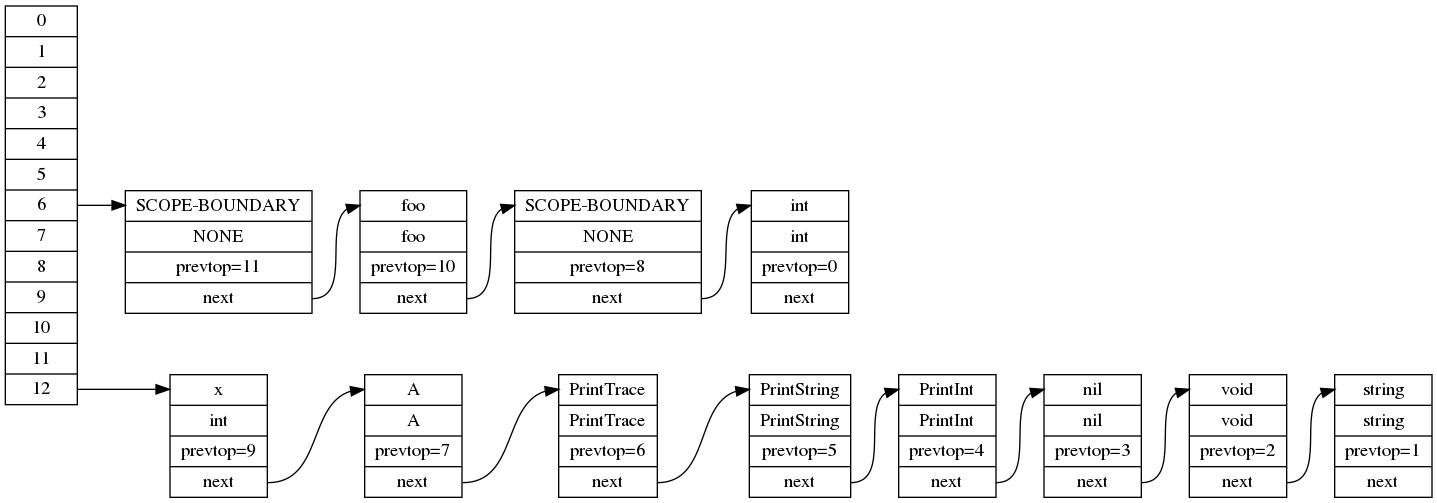 0
1
2
3
4
5
6
7
8
9
10
11
12
SCOPE-BOUNDARY
NONE
prevtop=11
next
foo
foo
prevtop=10
next
SCOPE-BOUNDARY
NONE
prevtop=8
next
int
int
prevtop=0
next
x
int
prevtop=9
next
A
A
prevtop=7
next
PrintTrace
PrintTrace
prevtop=6
next
PrintString
PrintString
prevtop=5
next
PrintInt
PrintInt
prevtop=4
next
nil
nil
prevtop=3
next
void
void
prevtop=2
next
string
string
prevtop=1
next